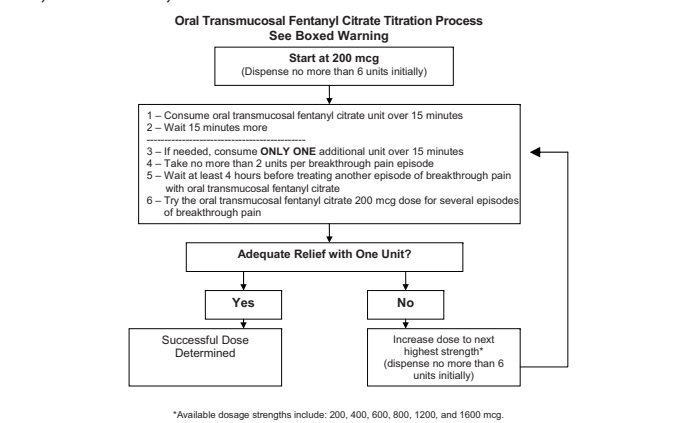 Oral Transmucosal Fentanyl Citrate Titration Process
See Boxed Warning
Start at 200 mcg
(Dispense no more than 6 units initially)
1 – Consume oral transmucosal fentanyl citrate unit over 15 minutes
2 – Wait 15 minutes more
----------------------------------------
3 – If needed, consume ONLY ONE additional unit over 15 minutes
4 – Take no more than 2 units per breakthrough pain episode
5 – Wait at least 4 hours before treating another episode of breakthrough pain
with oral transmucosal fentanyl citrate
6 – Try the oral transmucosal fentanyl citrate 200 mcg dose for several episodes
of breakthrough pain
Adequate Relief with One Unit?
Yes
No
Successful Dose
Determined
Increase dose to next
highest strength*
(dispense no more than 6
units initially)
*Available dosage strengths include: 200, 400, 600, 800, 1200, and 1600 mcg.